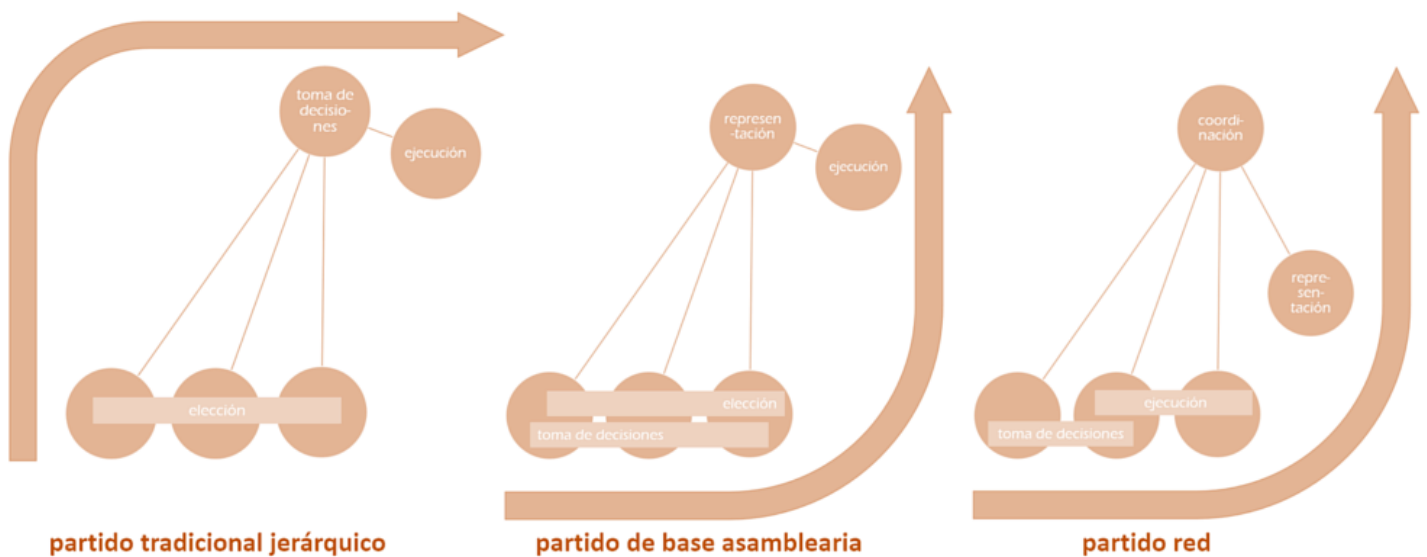 toma de
decisio-
nes
ejecución
elección
partido tradicional jerárquico
represen
-tación
ejecución
elección
toma de decisiones
partido de base asamblearia
coordi-
nación
repre-
sen-
tación
ejecución
toma de decisiones
partido red